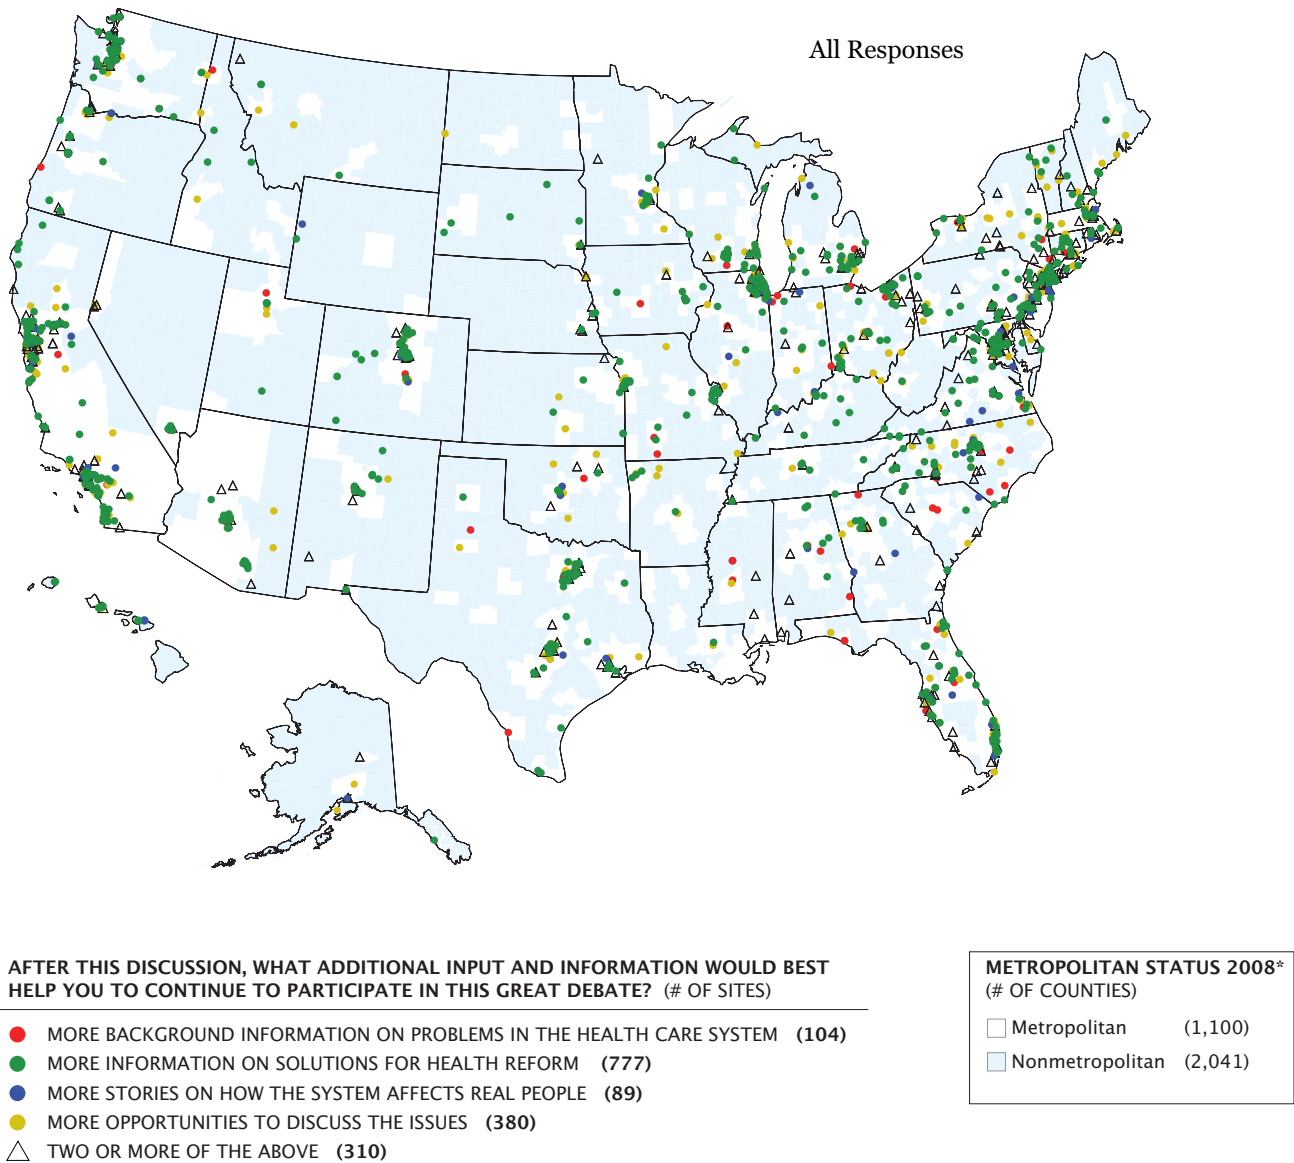 All Responses
AFTER THIS DISCUSSION, WHAT ADDITIONAL INPUT AND INFORMATION WOULD BEST
HELP YOU TO CONTINUE TO PARTICIPATE IN THIS GREAT DEBATE? (# OF SITES)
MORE BACKGROUND INFORMATION ON PROBLEMS IN THE HEALTH CARE SYSTEM (104)
MORE INFORMATION ON SOLUTIONS FOR HEALTH REFORM (777)
MORE STORIES ON HOW THE SYSTEM AFFECTS REAL PEOPLE (89)
MORE OPPORTUNITIES TO DISCUSS THE ISSUES (380)
TWO OR MORE OF THE ABOVE (310)
METROPOLITAN STATUS 2008*
(# OF COUNTIES)
Metropolitan (1,100)
Nonmetropolitan (2,041)